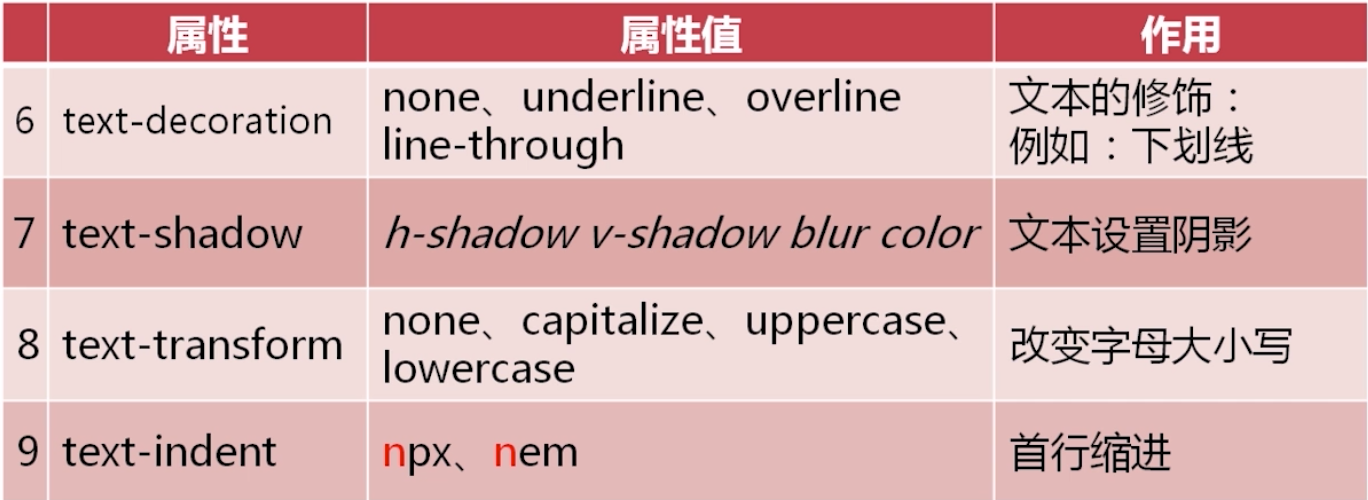 属性 属性值 作用
6 text-decoration none、underline、overline line-through 文本的修饰：例如：下划线
7 text-shadow h-shadow v-shadow blur color 文本设置阴影
8 text-transform none、capitalize、uppercase、lowercase 改变字母大小写
9 text-indent npx、nem 首行缩进